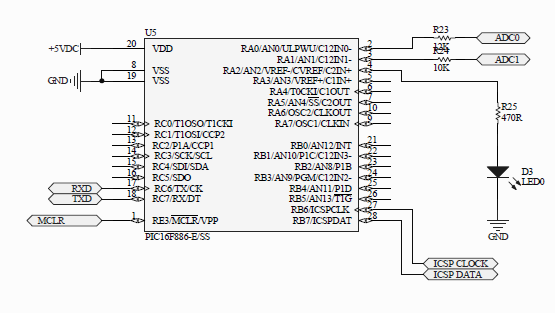 U5
+5VDC 20 VDD
GND 8 VSS
19 VSS
11 RC0/T1OSO/T1CKI
12 RC1/T1OSI/CCP2
13 RC2/P1A/CCP1
14 RC3/SCK/SCL
15 RC4/SDI/SDA
16 RC5/SDO
RXD 17 RC6/TX/CK
TXD 18 RC7/RX/DT
MCLR 1 RE3/MCLR/VPP
PIC16F886-E/SS
RA0/AN0/ULPWU/C12IN0- 2
RA1/AN1/C12IN1- 3
RA2/AN2/VREF-/CVREF/C2IN+ 4
RA3/AN3/VREF+/C1IN+ 5
RA4/T0CKI/C1OUT 6
RA5/AN4/SS/C2OUT 7
RA6/OSC2/CLKOUT 10
RA7/OSC1/CLKIN 9
RB0/AN12/INT 21
RB1/AN10/P1C/C12IN3- 22
RB2/AN8/P1B 23
RB3/AN9/PGM/C12IN2- 24
RB4/AN11/P1D 25
RB5/AN13/T1G 26
RB6/ICSPCLK 27
RB7/ICSPDAT 28
R23
ADC0
R24
10K
ADC1
R25
470R
D3
LED0
GND
ICSP CLOCK
ICSP DATA